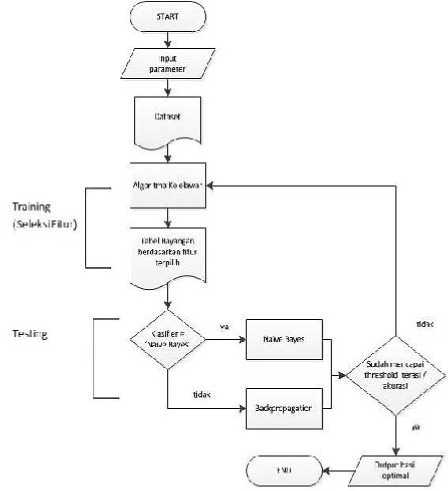 START
Input
parameter
Dataset
Algoritma Kelelawar
Training
(Seleksi Fitur)
Tabel Bayangan
berdasarkan fitur
terpilih
Testing
Klasifier =
Naive Bayes
ya
Naive Bayes
tidak
Backpropagation
tidak
Sudah mencapai
threshold iterasi /
akurasi
ya
Output hasil
optimal
END